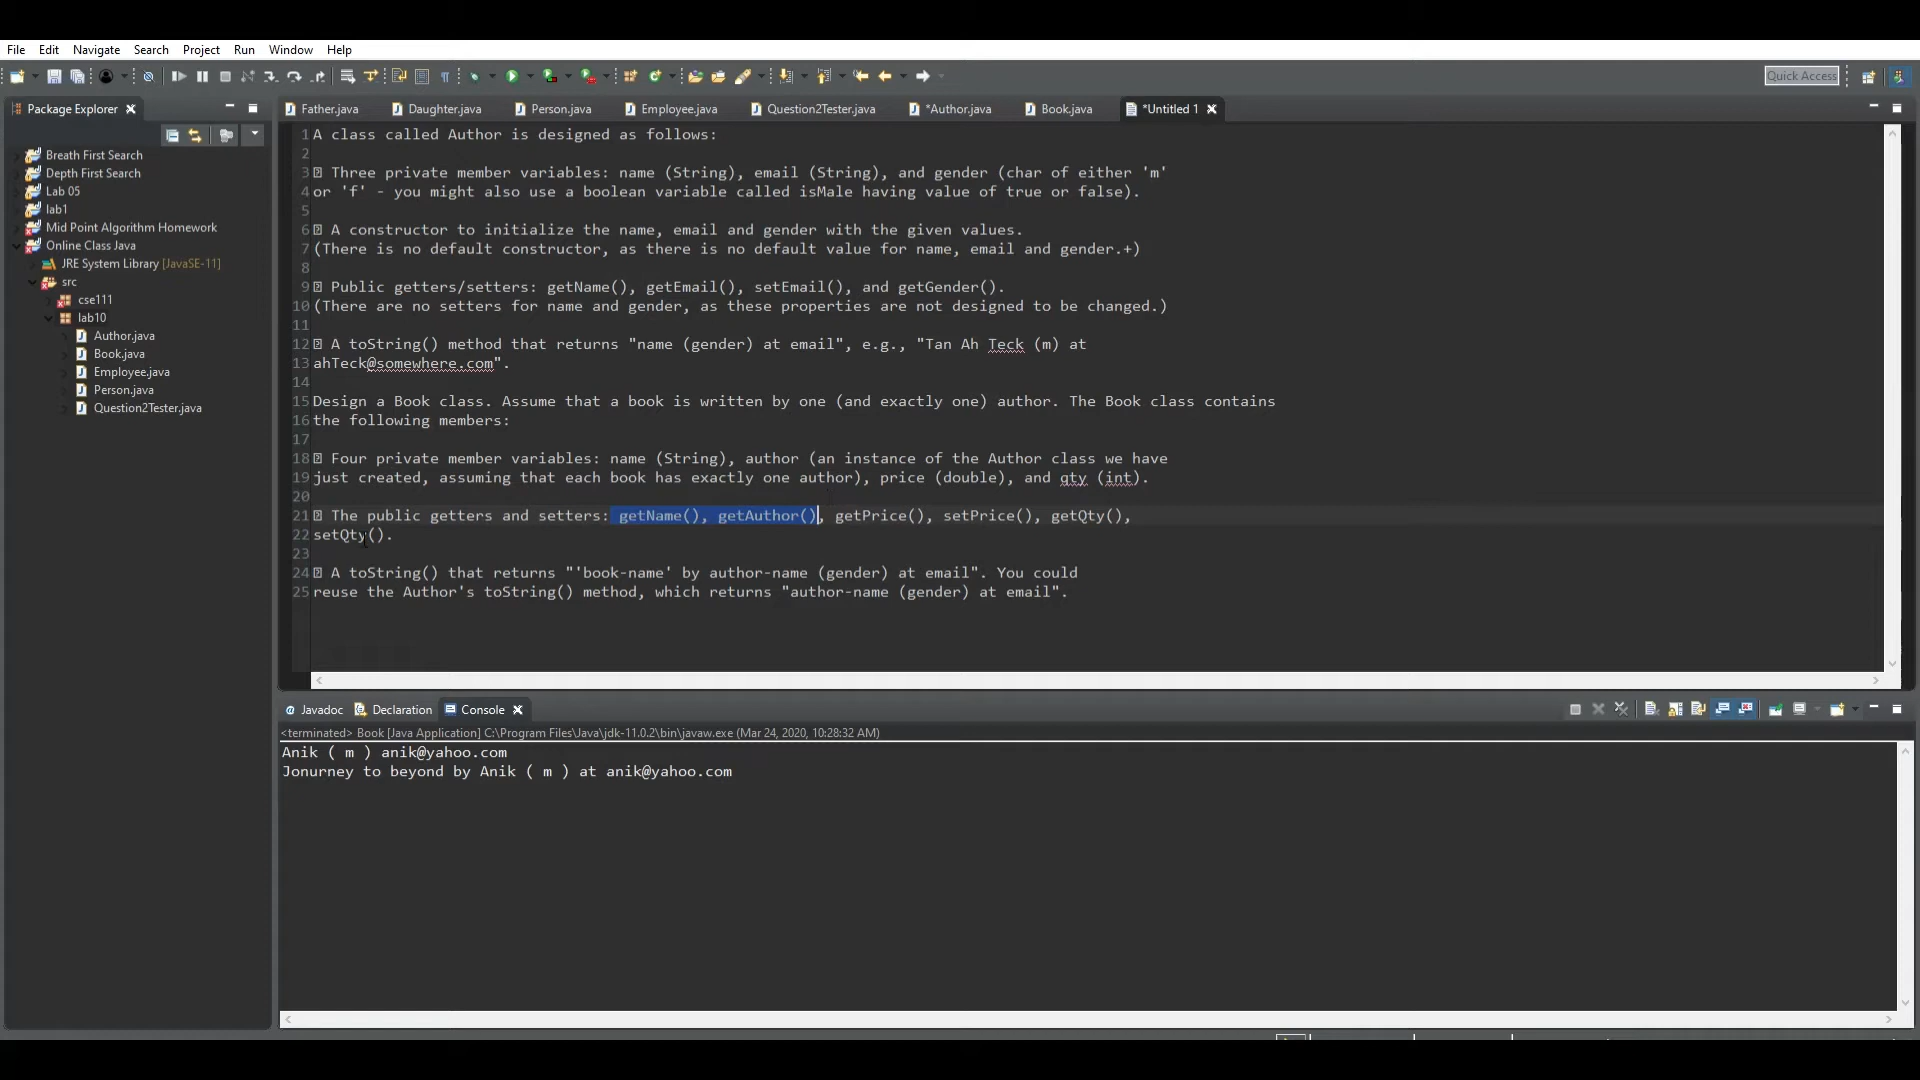 File Edit Navigate Search Project Run Window Help
Quick Access
Package Explorer
Father.java Daughter.java Person.java Employee.java Question2Tester.java *Author.java Book.java *Untitled 1
Breath First Search
Depth First Search
Lab 05
lab1
Mid Point Algorithm Homework
Online Class Java
JRE System Library [JavaSE-11]
src
cse111
lab10
Author.java
Book.java
Employee.java
Person.java
Question2Tester.java
1 A class called Author is designed as follows:
2
3 Three private member variables: name (String), email (String), and gender (char of either 'm'
4 or 'f' - you might also use a boolean variable called isMale having value of true or false).
5
6 A constructor to initialize the name, email and gender with the given values.
7 (There is no default constructor, as there is no default value for name, email and gender.+)
8
9 Public getters/setters: getName(), getEmail(), setEmail(), and getGender().
10 (There are no setters for name and gender, as these properties are not designed to be changed.)
11
12 A toString() method that returns "name (gender) at email", e.g., "Tan Ah Teck (m) at
13 ahTeck@somewhere.com".
14
15 Design a Book class. Assume that a book is written by one (and exactly one) author. The Book class contains
16 the following members:
17
18 Four private member variables: name (String), author (an instance of the Author class we have
19 just created, assuming that each book has exactly one author), price (double), and qty (int).
20
21 The public getters and setters: getName(), getAuthor(), getPrice(), setPrice(), getQty(),
22 setQty().
23
24 A toString() that returns "'book-name' by author-name (gender) at email". You could
25 reuse the Author's toString() method, which returns "author-name (gender) at email".
Javadoc Declaration Console
<terminated> Book [Java Application] C:\Program Files\Java\jdk-11.0.2\bin\javaw.exe (Mar 24, 2020, 10:28:32 AM)
Anik ( m ) anik@yahoo.com
Jonurney to beyond by Anik ( m ) at anik@yahoo.com